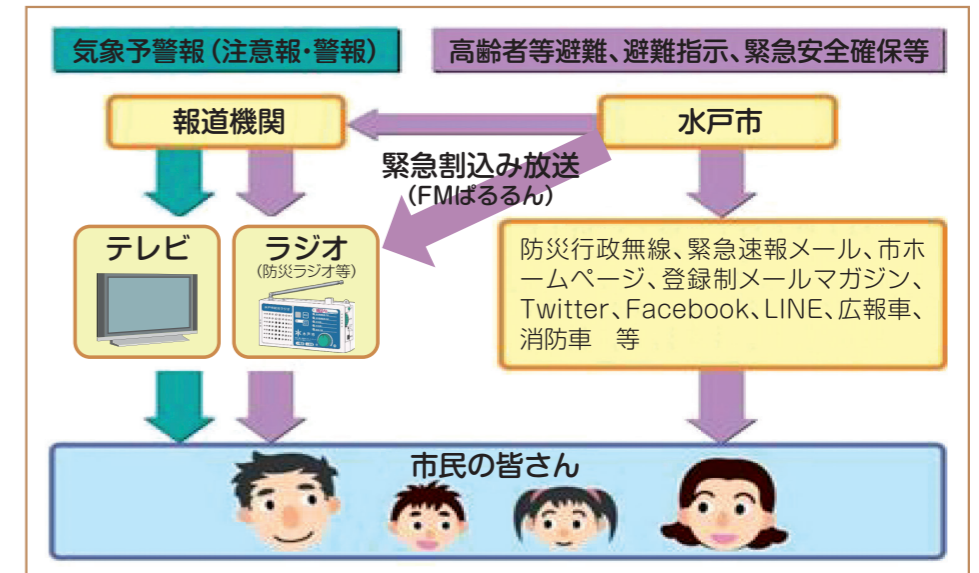 気象予警報（注意報・警報）
高齢者等避難、避難指示、緊急安全確保等
報道機関
水戸市
緊急割込み放送
（FMぱるるん）
テレビ
ラジオ
（防災ラジオ等）
防災行政無線、緊急速報メール、市ホ
ームページ、登録制メールマガジン、
Twitter、Facebook、LINE、広報車、
消防車　等
市民の皆さん